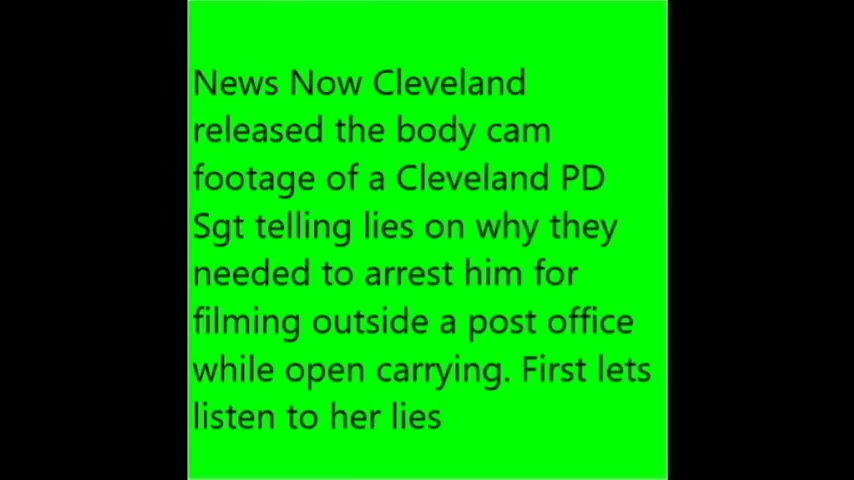 News Now Cleveland
released the body cam
footage of a Cleveland PD
Sgt telling lies on why they
needed to arrest him for
filming outside a post office
while open carrying. First lets
listen to her lies